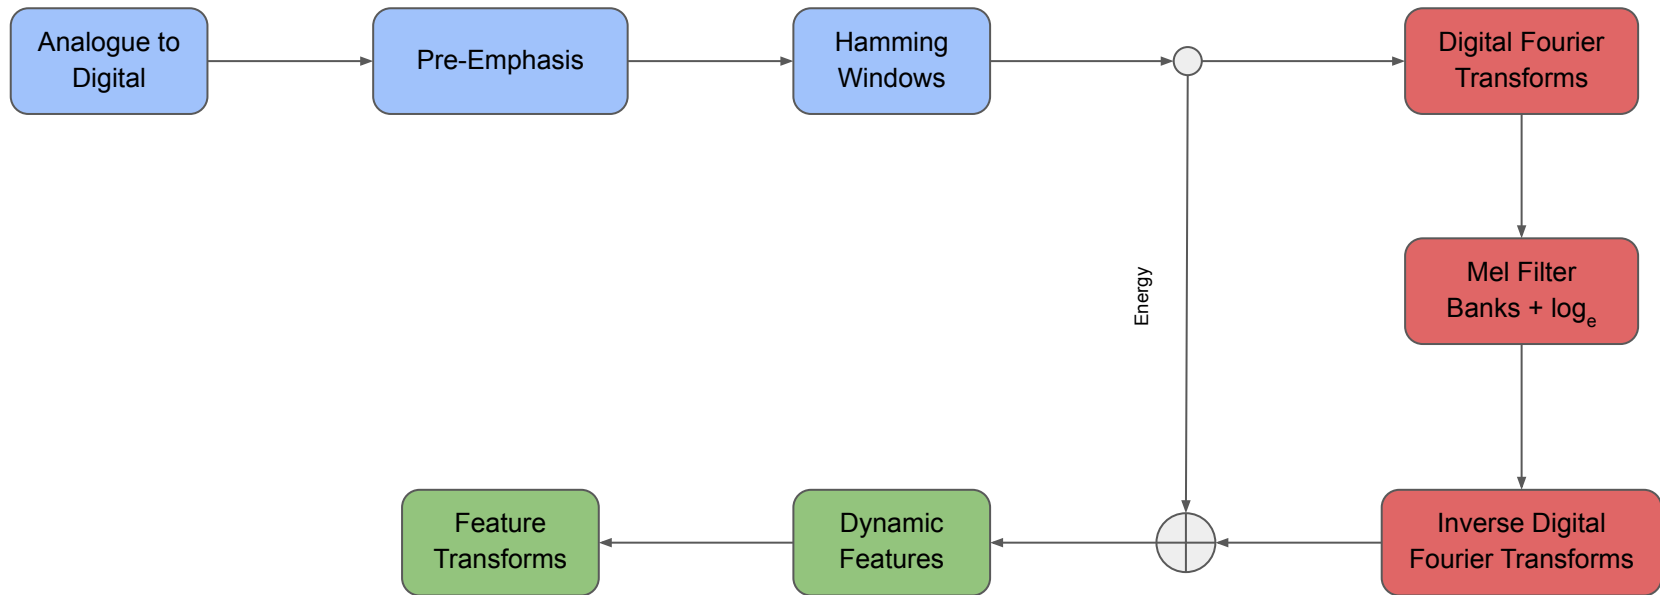 Analogue to
Digital
Pre-Emphasis
Hamming
Windows
Digital Fourier
Transforms
Energy
Mel Filter
Banks + logₑ
Feature
Transforms
Dynamic
Features
Inverse Digital
Fourier Transforms